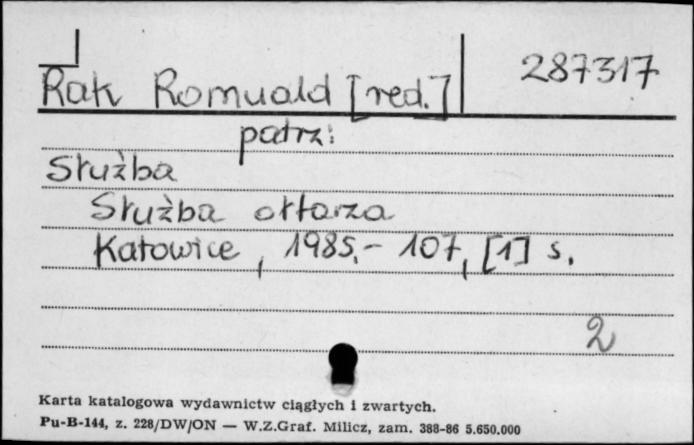 287317
Rak Romuald [red.]
patrz:
Służba
Służba ołtarza
Katowice, 1985.- 107, [1] s.
2
Karta katalogowa wydawnictw ciągłych i zwartych.
Pu-B-144, z. 228/DW/ON — W.Z.Graf. Milicz, zam. 388-86 5.650.000